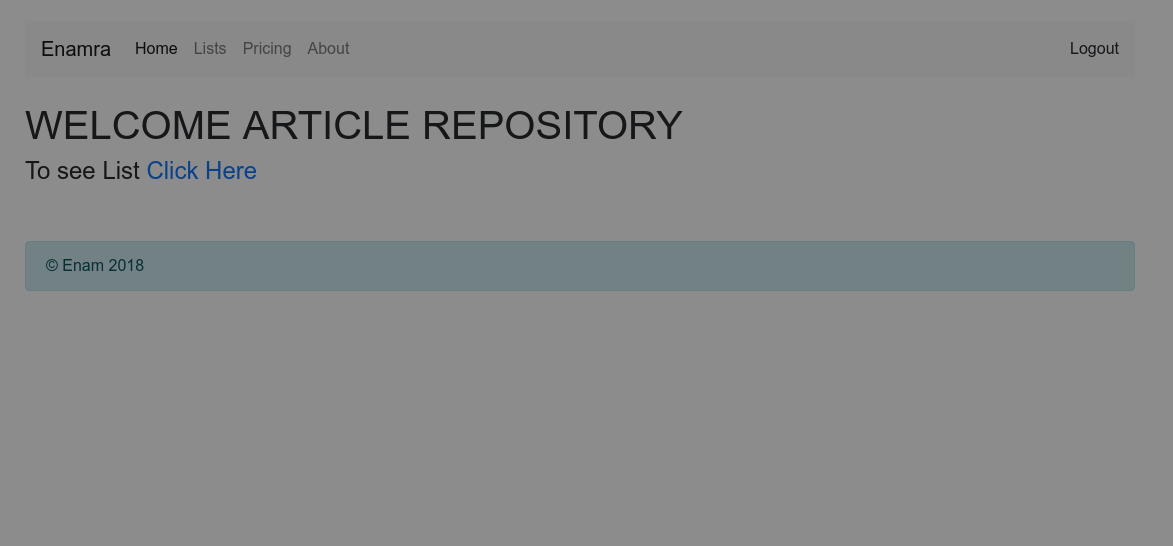 Enamra Home Lists Pricing About Logout
WELCOME ARTICLE REPOSITORY
To see List Click Here
© Enam 2018